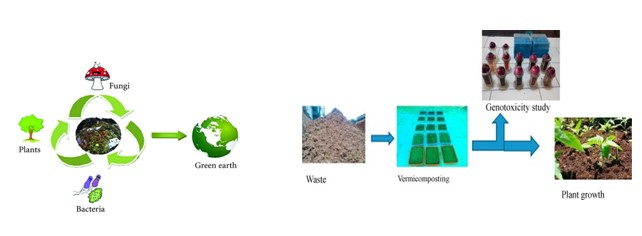 Fungi
Plants
Green earth
Bacteria
Genotoxicity study
Waste
Vermicomposting
Plant growth